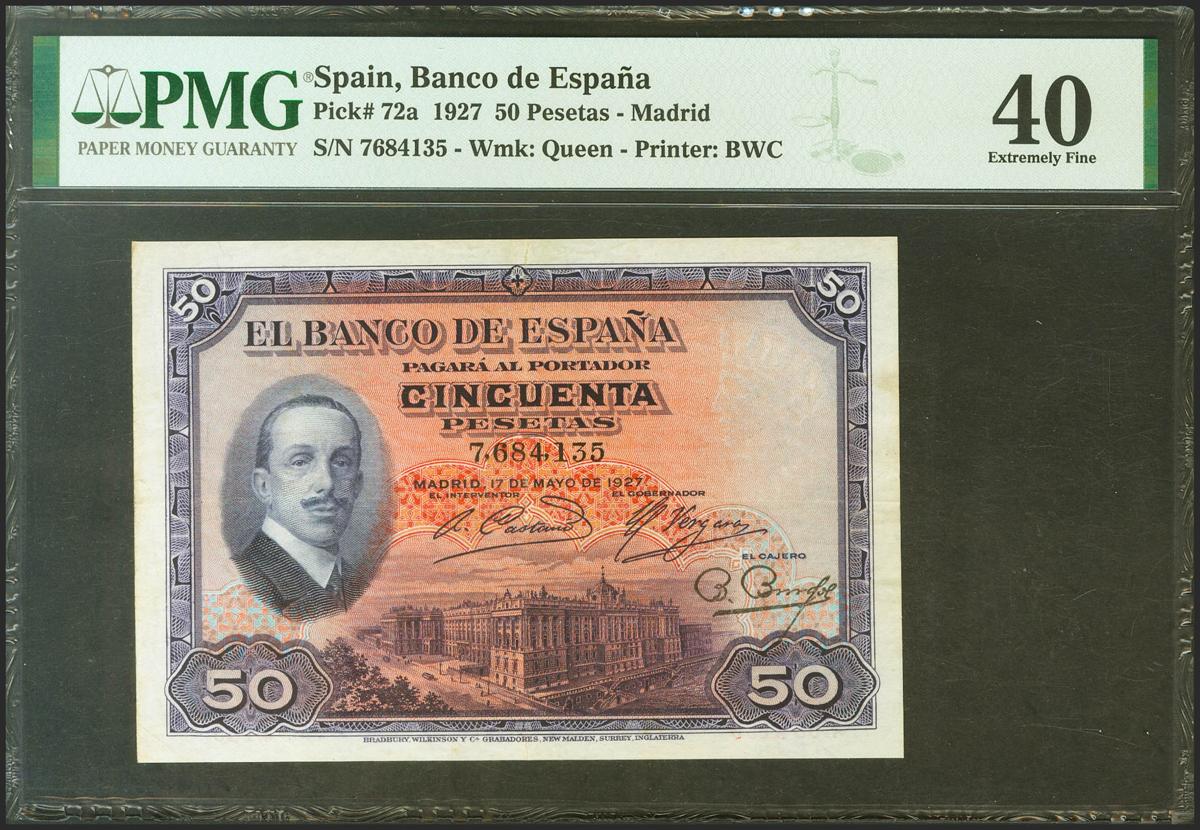 PMG®
PAPER MONEY GUARANTY
Spain, Banco de España
Pick# 72a 1927 50 Pesetas - Madrid
S/N 7684135 - Wmk: Queen - Printer: BWC
40
Extremely Fine
50
50
EL BANCO DE ESPAÑA
PAGARÁ AL PORTADOR
CINCUENTA
PESETAS
7,684,135
MADRID, 17 DE MAYO DE 1927
EL INTERVENTOR
EL GOBERNADOR
EL CAJERO
50
50
BRADBURY, WILKINSON Y Cª GRABADORES, NEW MALDEN, SURREY, INGLATERRA